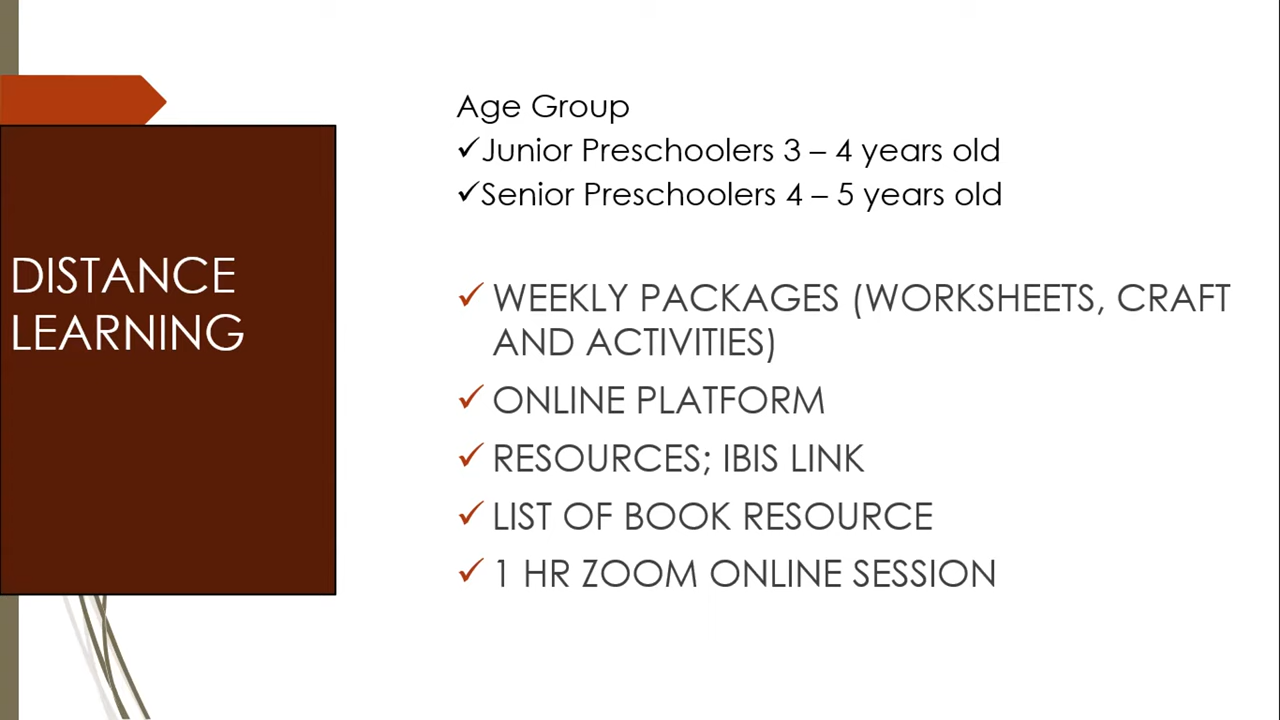 DISTANCE
LEARNING
Age Group
✓Junior Preschoolers 3 – 4 years old
✓Senior Preschoolers 4 – 5 years old
✓ WEEKLY PACKAGES (WORKSHEETS, CRAFT
AND ACTIVITIES)
✓ ONLINE PLATFORM
✓ RESOURCES; IBIS LINK
✓ LIST OF BOOK RESOURCE
✓ 1 HR ZOOM ONLINE SESSION